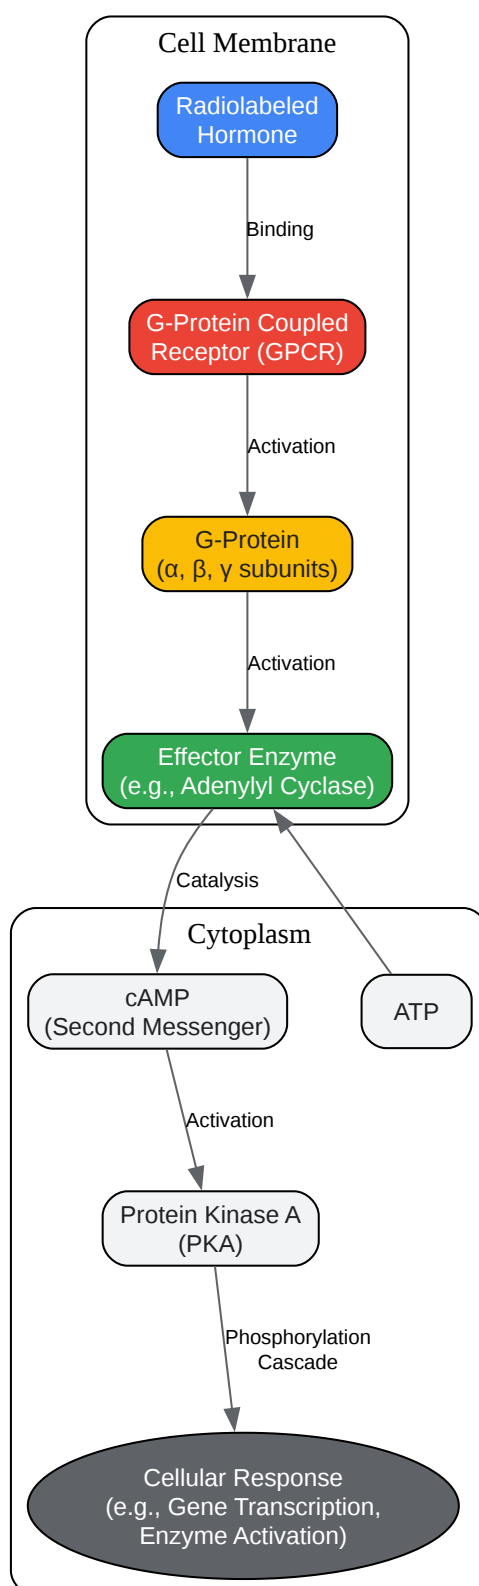 Cell Membrane
Radiolabeled
Hormone
Binding
G-Protein Coupled
Receptor (GPCR)
Activation
G-Protein
(α, β, γ subunits)
Activation
Effector Enzyme
(e.g., Adenylyl Cyclase)
Catalysis
Cytoplasm
cAMP
(Second Messenger)
ATP
Activation
Protein Kinase A
(PKA)
Phosphorylation
Cascade
Cellular Response
(e.g., Gene Transcription,
Enzyme Activation)